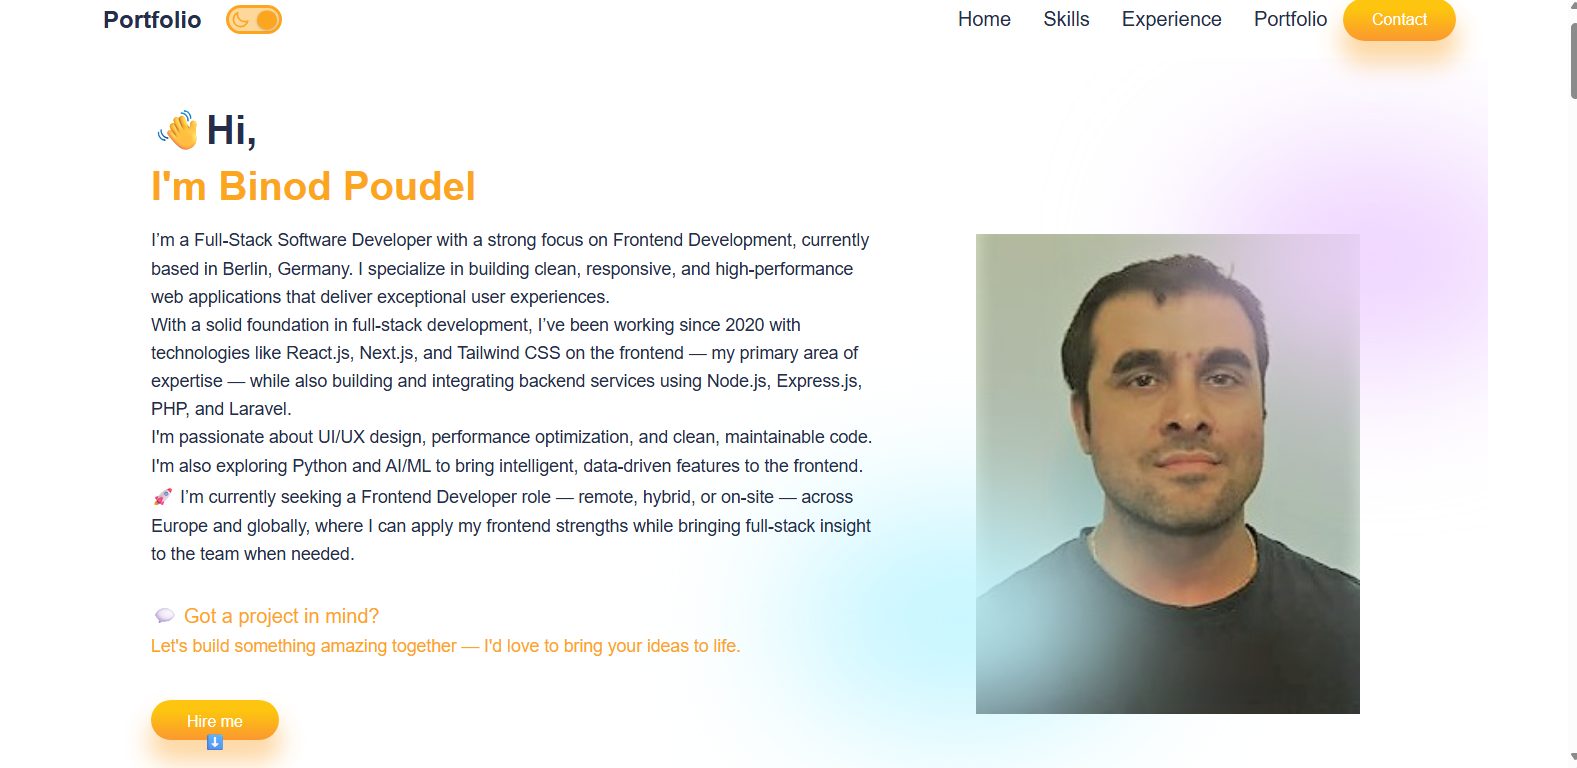 Portfolio
Home Skills Experience Portfolio Contact
👋 Hi,
I'm Binod Poudel
I’m a Full-Stack Software Developer with a strong focus on Frontend Development, currently
based in Berlin, Germany. I specialize in building clean, responsive, and high-performance
web applications that deliver exceptional user experiences.
With a solid foundation in full-stack development, I’ve been working since 2020 with
technologies like React.js, Next.js, and Tailwind CSS on the frontend — my primary area of
expertise — while also building and integrating backend services using Node.js, Express.js,
PHP, and Laravel.
I'm passionate about UI/UX design, performance optimization, and clean, maintainable code.
I'm also exploring Python and AI/ML to bring intelligent, data-driven features to the frontend.
🚀 I’m currently seeking a Frontend Developer role — remote, hybrid, or on-site — across
Europe and globally, where I can apply my frontend strengths while bringing full-stack insight
to the team when needed.
💬 Got a project in mind?
Let's build something amazing together — I'd love to bring your ideas to life.
Hire me
⬇️